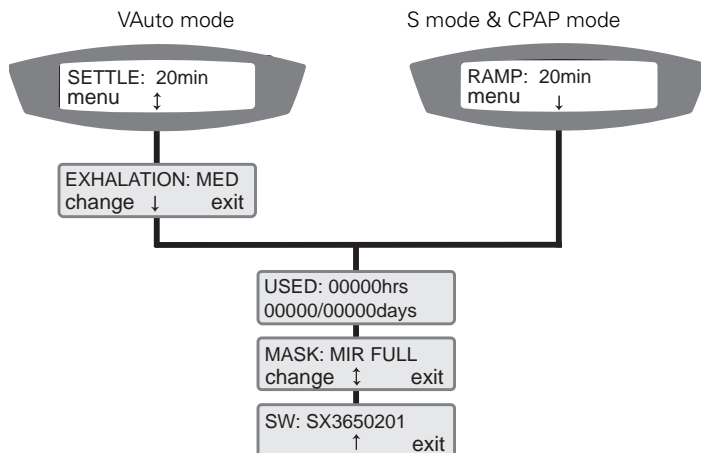 VAuto mode
S mode & CPAP mode
SETTLE: 20min
menu ↕
RAMP: 20min
menu ↓
EXHALATION: MED
change ↓ exit
USED: 00000hrs
00000/00000days
MASK: MIR FULL
change ↕ exit
SW: SX3650201
↑ exit